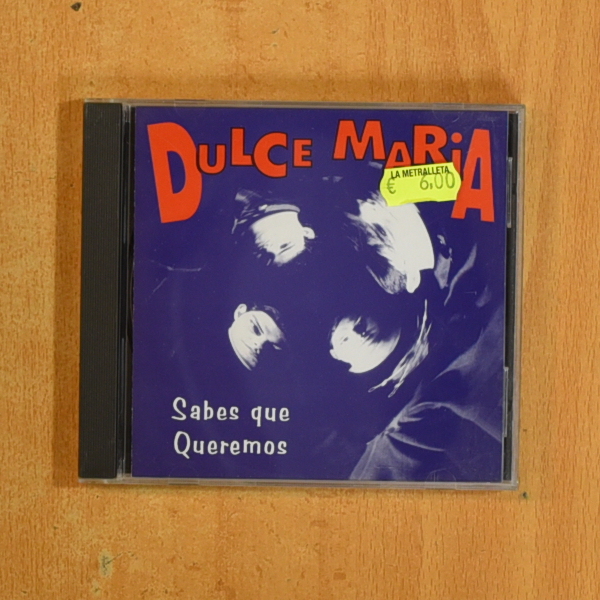 DULCE MARiA
LA METRALLETA
€ 6,00
Sabes que
Queremos